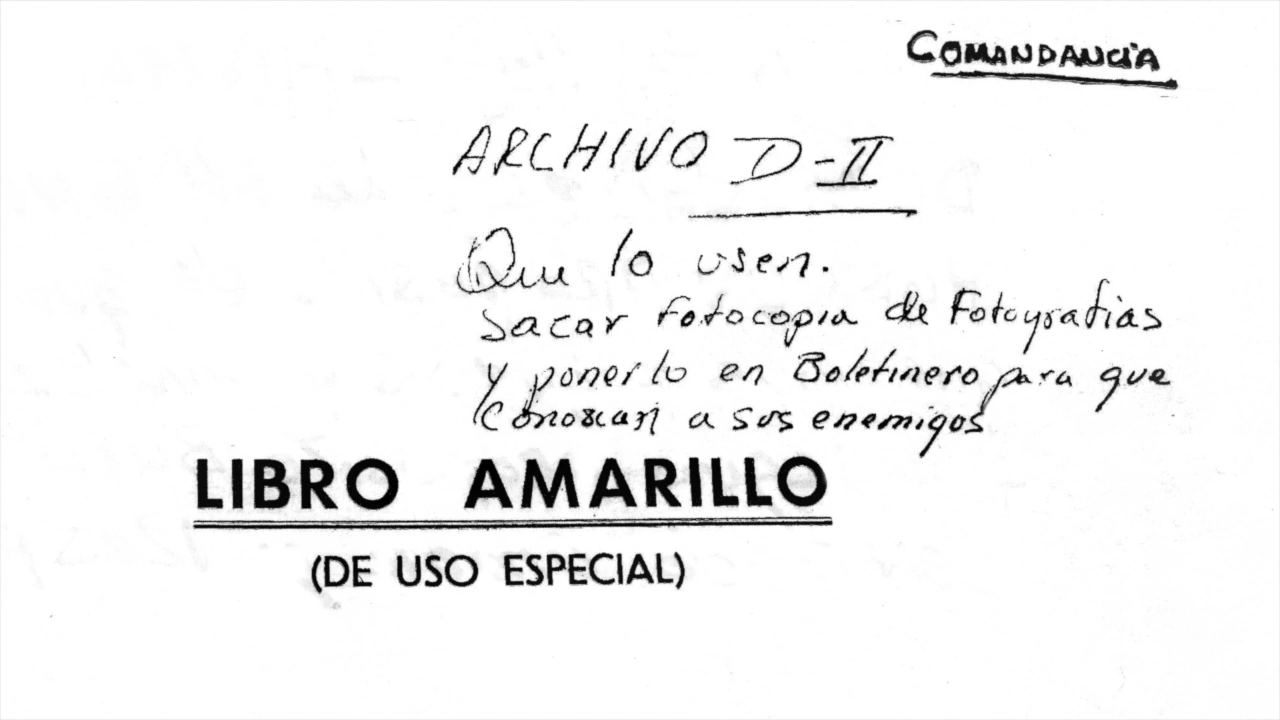 COMANDANCIA
ARCHIVO D-II
Que lo usen.
sacar fotocopia de Fotografias
y ponerlo en Boletinero para que
conoscan a sus enemigos
LIBRO AMARILLO
(DE USO ESPECIAL)